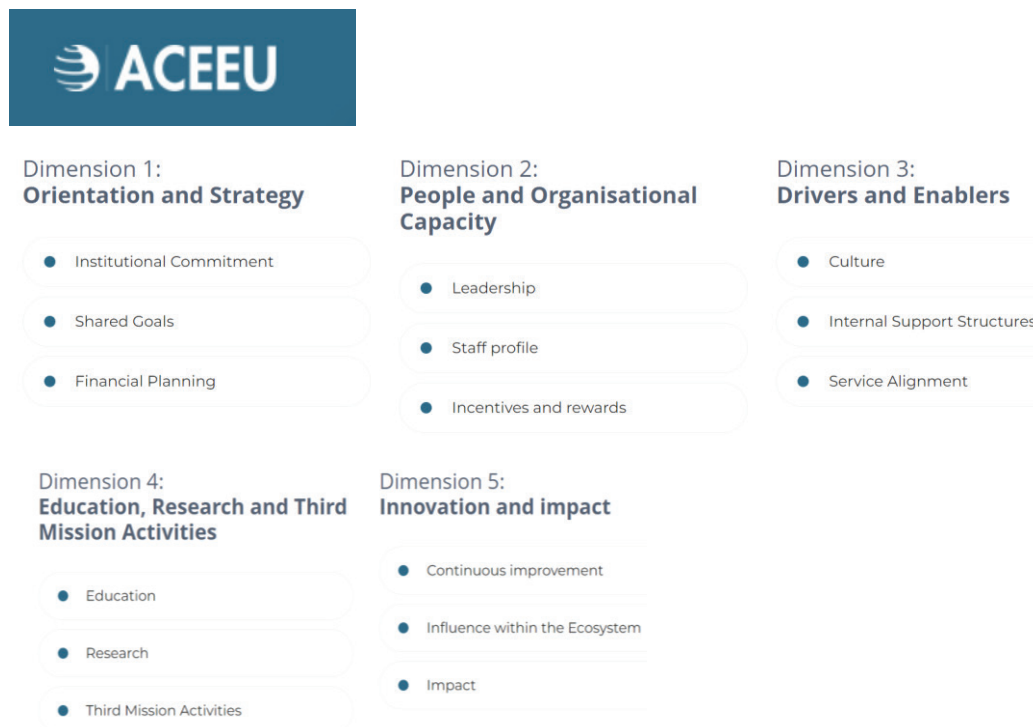 ACEEU
Dimension 1:
Orientation and Strategy
Institutional Commitment
Shared Goals
Financial Planning
Dimension 2:
People and Organisational
Capacity
Leadership
Staff profile
Incentives and rewards
Dimension 3:
Drivers and Enablers
Culture
Internal Support Structures
Service Alignment
Dimension 4:
Education, Research and Third
Mission Activities
Education
Research
Third Mission Activities
Dimension 5:
Innovation and impact
Continuous improvement
Influence within the Ecosystem
Impact